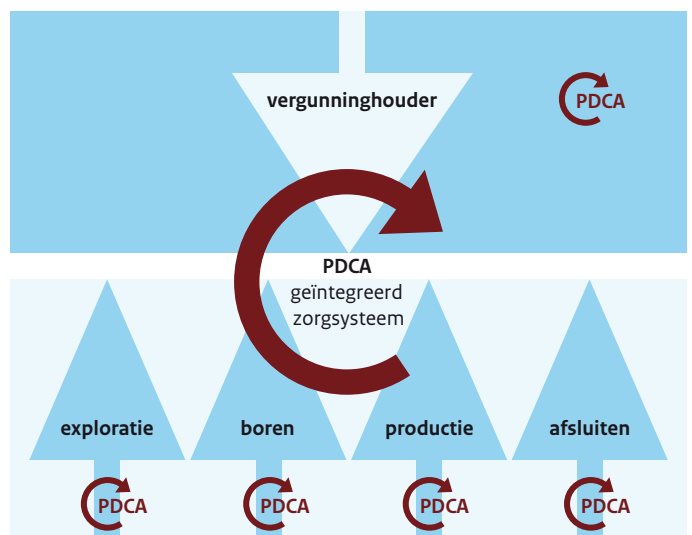 vergunninghouder
PDCA
PDCA
geïntegreerd
zorgsysteem
exploratie
boren
productie
afsluiten
PDCA
PDCA
PDCA
PDCA